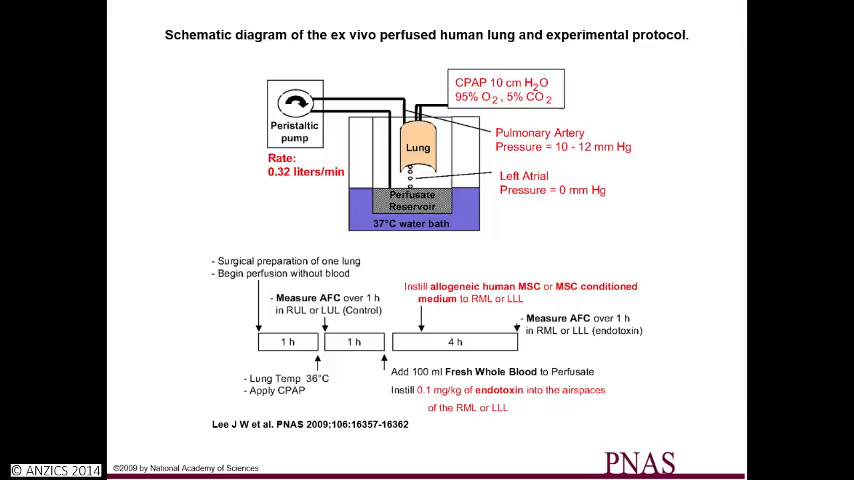 Schematic diagram of the ex vivo perfused human lung and experimental protocol.
CPAP 10 cm H2O
95% O2 , 5% CO2
Peristaltic
pump
Rate:
0.32 liters/min
Lung
Pulmonary Artery
Pressure = 10 - 12 mm Hg
Left Atrial
Pressure = 0 mm Hg
Perfusate
Reservoir
37°C water bath
- Surgical preparation of one lung
- Begin perfusion without blood
- Measure AFC over 1 h
in RUL or LUL (Control)
Instill allogeneic human MSC or MSC conditioned
medium to RML or LLL
- Measure AFC over 1 h
in RML or LLL (endotoxin)
1 h
1 h
4 h
- Lung Temp 36°C
- Apply CPAP
Add 100 ml Fresh Whole Blood to Perfusate
Instill 0.1 mg/kg of endotoxin into the airspaces
of the RML or LLL
Lee J W et al. PNAS 2009;106:16357-16362
© ANZICS 2014
©2009 by National Academy of Sciences
PNAS